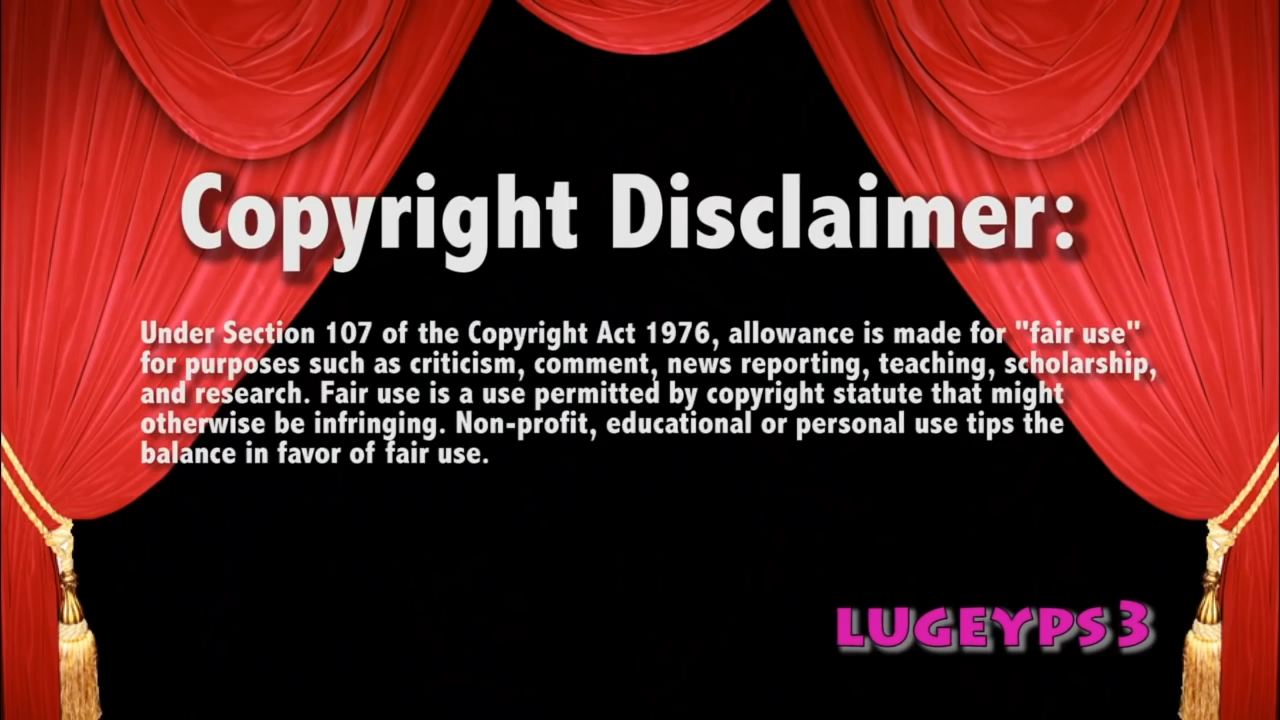 Copyright Disclaimer:
Under Section 107 of the Copyright Act 1976, allowance is made for "fair use"
for purposes such as criticism, comment, news reporting, teaching, scholarship,
and research. Fair use is a use permitted by copyright statute that might
otherwise be infringing. Non-profit, educational or personal use tips the
balance in favor of fair use.
LUGEYPS3